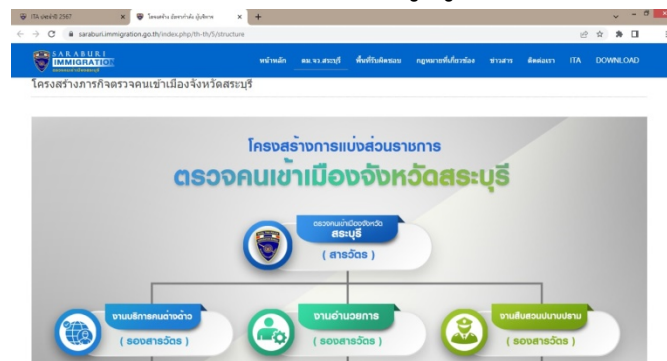 ITA ประจำปี 2567
โครงสร้าง อัตรากำลัง ผู้บริหาร
saraburi.immigration.go.th/index.php/th-th/5/structure
SARABURI
IMMIGRATION
หน้าหลัก ตม.จว.สระบุรี พื้นที่รับผิดชอบ กฎหมายที่เกี่ยวข้อง ข่าวสาร ติดต่อเรา ITA DOWNLOAD
โครงสร้างภารกิจตรวจคนเข้าเมืองจังหวัดสระบุรี
โครงสร้างการแบ่งส่วนราชการ
ตรวจคนเข้าเมืองจังหวัดสระบุรี
ตรวจคนเข้าเมืองจังหวัด
สระบุรี
( สารวัตร )
งานบริการคนต่างด้าว
( รองสารวัตร )
งานอำนวยการ
( รองสารวัตร )
งานสืบสวนปราบปราม
( รองสารวัตร )